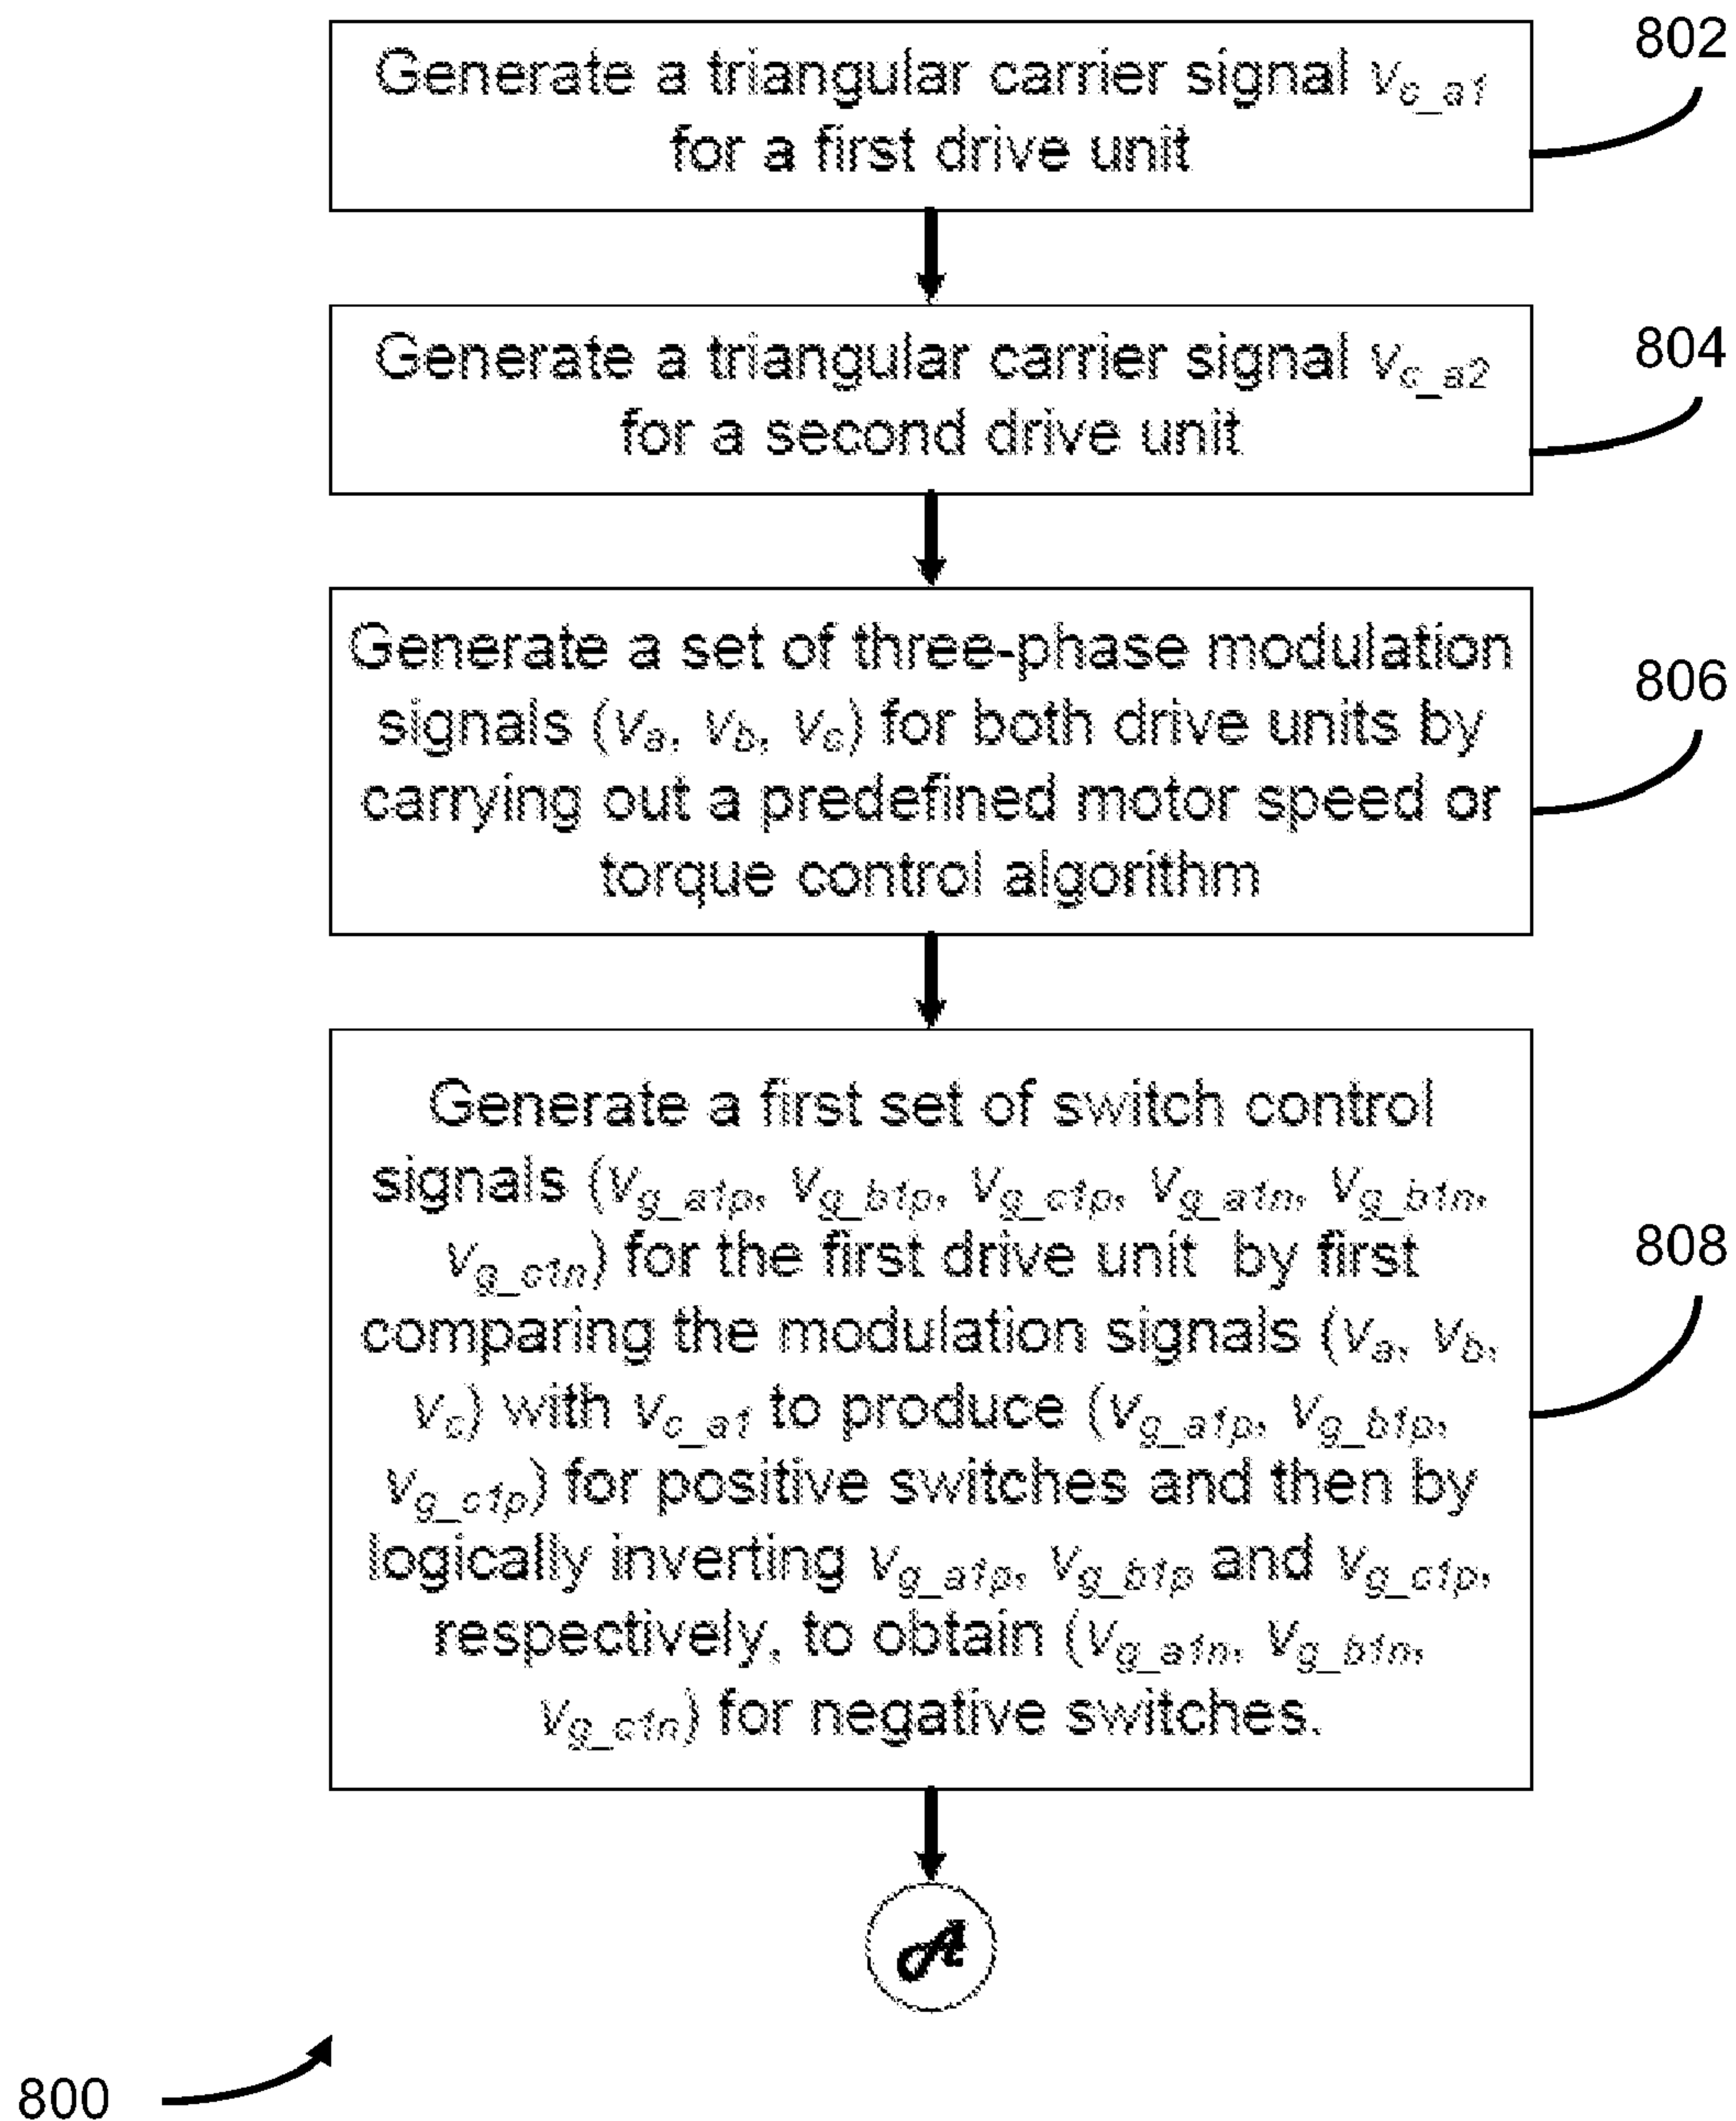 Generate a triangular carrier signal v_c_a1
802
for a first drive unit
Generate a triangular carrier signal v_c_a2
804
for a second drive unit
Generate a set of three-phase modulation
806
signals (v_a, v_b, v_c) for both drive units by
carrying out a predefined motor speed or
torque control algorithm
Generate a first set of switch control
signals (v_g_a1p, v_g_b1p, v_g_c1p, v_g_a1n, v_g_b1n,
v_g_c1n) for the first drive unit by first
808
comparing the modulation signals (v_a, v_b,
v_c) with v_c_a1 to produce (v_g_a1p, v_g_b1p,
v_g_c1p) for positive switches and then by
logically inverting v_g_a1p, v_g_b1p and v_g_c1p,
respectively, to obtain (v_g_a1n, v_g_b1n,
v_g_c1n) for negative switches.
A
800